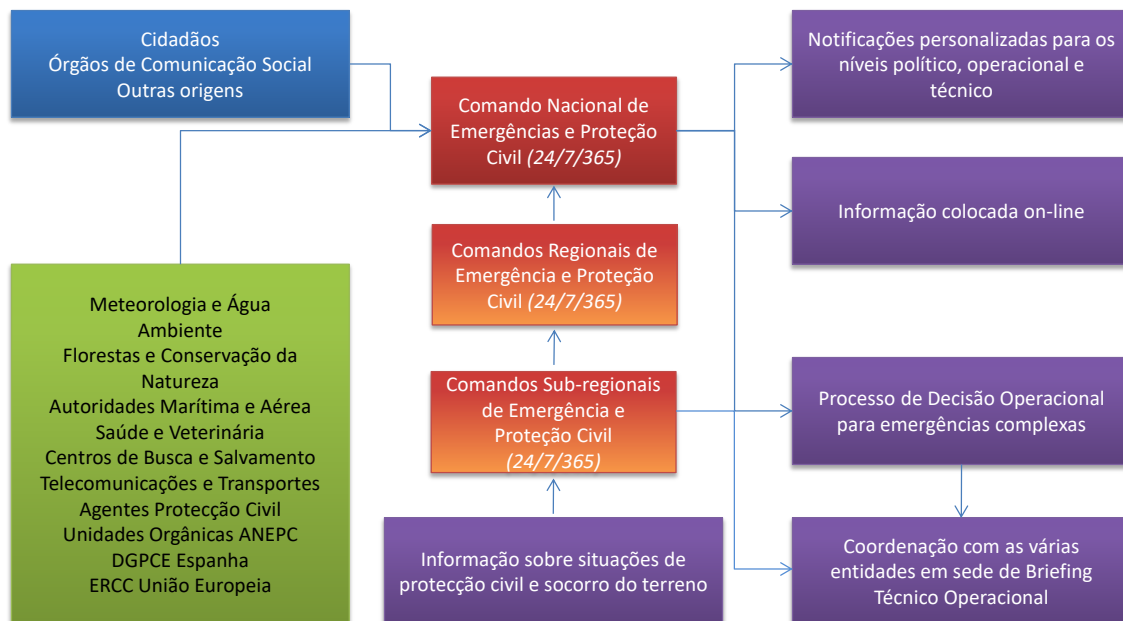 Cidadãos
Órgãos de Comunicação Social
Outras origens
Meteorologia e Água
Ambiente
Florestas e Conservação da
Natureza
Autoridades Marítima e Aérea
Saúde e Veterinária
Centros de Busca e Salvamento
Telecomunicações e Transportes
Agentes Protecção Civil
Unidades Orgânicas ANEPC
DGPCE Espanha
ERCC União Europeia
Comando Nacional de
Emergências e Proteção
Civil (24/7/365)
Comandos Regionais de
Emergência e Proteção
Civil (24/7/365)
Comandos Sub-regionais
de Emergência e
Proteção Civil
(24/7/365)
Informação sobre situações de
protecção civil e socorro do terreno
Notificações personalizadas para os
níveis político, operacional e
técnico
Informação colocada on-line
Processo de Decisão Operacional
para emergências complexas
Coordenação com as várias
entidades em sede de Briefing
Técnico Operacional